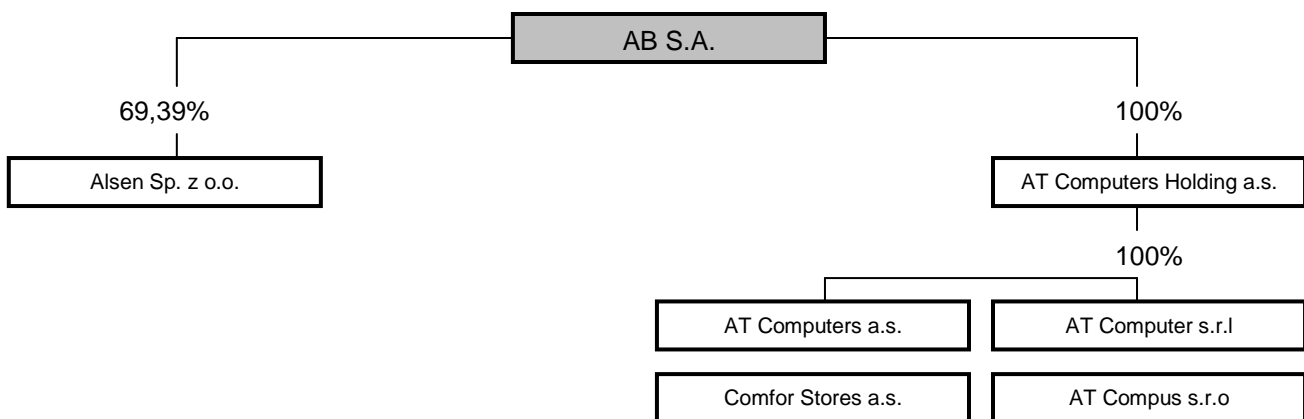 AB S.A.
69,39%
100%
Alsen Sp. z o.o.
AT Computers Holding a.s.
100%
AT Computers a.s.
AT Computer s.r.l
Comfor Stores a.s.
AT Compus s.r.o